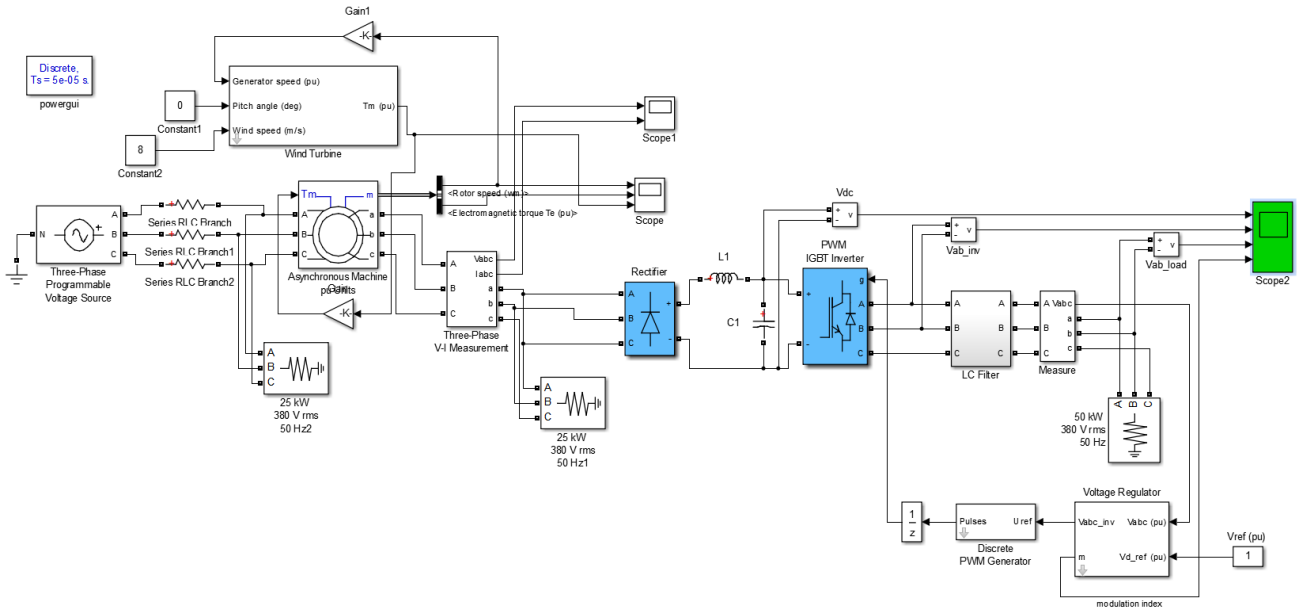 Gain1
-K-
Discrete,
Ts = 5e-05 s.
powergui
Generator speed (pu)
Pitch angle (deg)
Wind speed (m/s)
Tm (pu)
Wind Turbine
0
Constant1
8
Constant2
Scope1
Scope
<Rotor speed (wm)>
<Electromagnetic torque Te (pu)>
N
A
B
C
Three-Phase
Programmable
Voltage Source
Series RLC Branch
Series RLC Branch1
Series RLC Branch2
Tm
m
A
B
C
a
b
c
Asynchronous Machine
pu Units
Gain
-K-
A
B
C
25 kW
380 V rms
50 Hz2
Vabc
Iabc
A
B
C
a
b
c
Three-Phase
V-I Measurement
A
B
C
25 kW
380 V rms
50 Hz1
Rectifier
A
B
C
+
-
L1
C1
Vdc
+
-
v
PWM
IGBT Inverter
g
+
-
A
B
C
+
-
v
Vab_inv
+
-
v
Vab_load
Scope2
A
B
C
A
B
C
LC Filter
A
B
C
Vabc
a
b
c
Measure
A
B
C
50 kW
380 V rms
50 Hz
Voltage Regulator
Vabc_inv
Vabc (pu)
m
Vd_ref (pu)
modulation index
Vref (pu)
1
Pulses
Uref
Discrete
PWM Generator
1
z